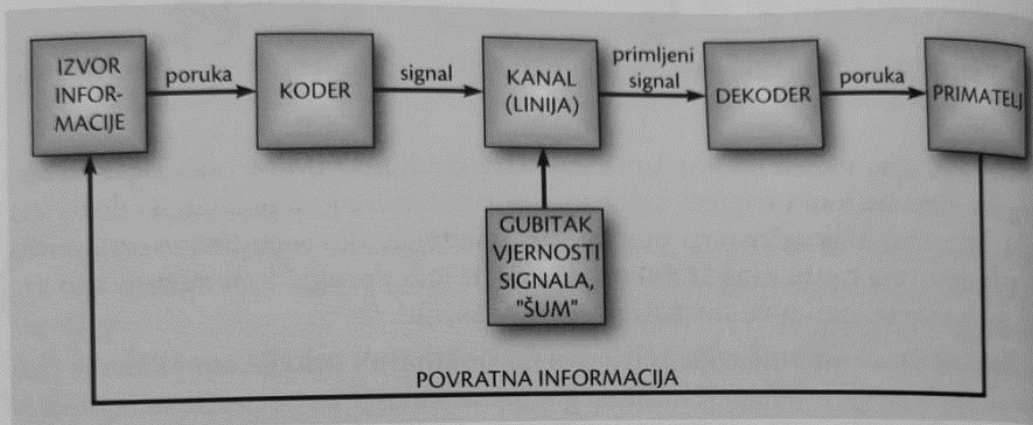 IZVOR
INFOR-
MACIJE
poruka
KODER
signal
KANAL
(LINIJA)
primljeni
signal
DEKODER
poruka
PRIMATELJ
GUBITAK
VJERNOSTI
SIGNALA,
"ŠUM"
POVRATNA INFORMACIJA